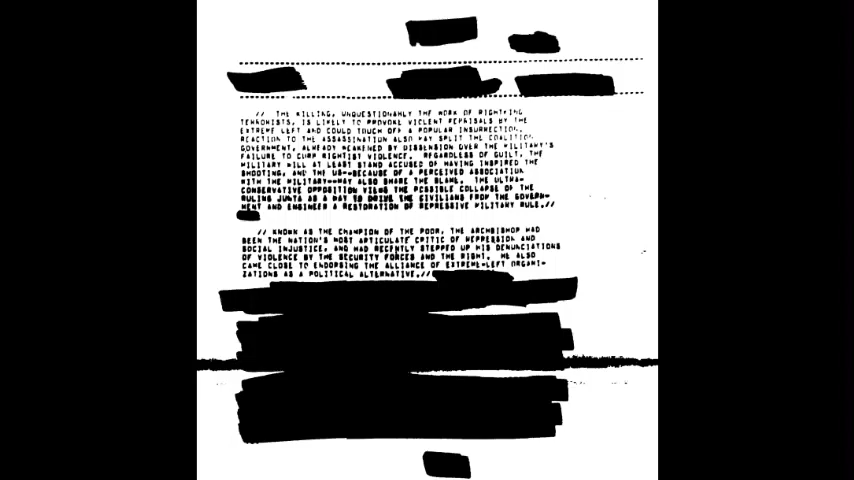 // THE KILLING, UNQUESTIONABLY THE WORK OF RIGHTWING
TERRORISTS, IS LIKELY TO PROVOKE VIOLENT REPRISALS BY THE
EXTREME LEFT AND COULD TOUCH OFF A POPULAR INSURRECTION.
REACTION TO THE ASSASSINATION ALSO MAY SPLIT THE COALITION
GOVERNMENT, ALREADY WEAKENED BY DISSENSION OVER THE MILITARY'S
FAILURE TO CURB RIGHTIST VIOLENCE. REGARDLESS OF GUILT, THE
MILITARY WILL AT LEAST STAND ACCUSED OF HAVING INSPIRED THE
SHOOTING, AND THE US--BECAUSE OF A PERCEIVED ASSOCIATION
WITH THE MILITARY--MAY ALSO SHARE THE BLAME. THE ULTRA-
CONSERVATIVE OPPOSITION VIEWS THE POSSIBLE COLLAPSE OF THE
RULING JUNTA AS A WAY TO DRIVE THE CIVILIANS FROM THE GOVERN-
MENT AND ENGINEER A RESTORATION OF REPRESSIVE MILITARY RULE.//
// KNOWN AS THE CHAMPION OF THE POOR, THE ARCHBISHOP HAD
BEEN THE NATION'S MOST ARTICULATE CRITIC OF REPRESSION AND
SOCIAL INJUSTICE, AND HAD RECENTLY STEPPED UP HIS DENUNCIATIONS
OF VIOLENCE BY THE SECURITY FORCES AND THE RIGHT. HE ALSO
CAME CLOSE TO ENDORSING THE ALLIANCE OF EXTREME-LEFT ORGANI-
ZATIONS AS A POLITICAL ALTERNATIVE.//